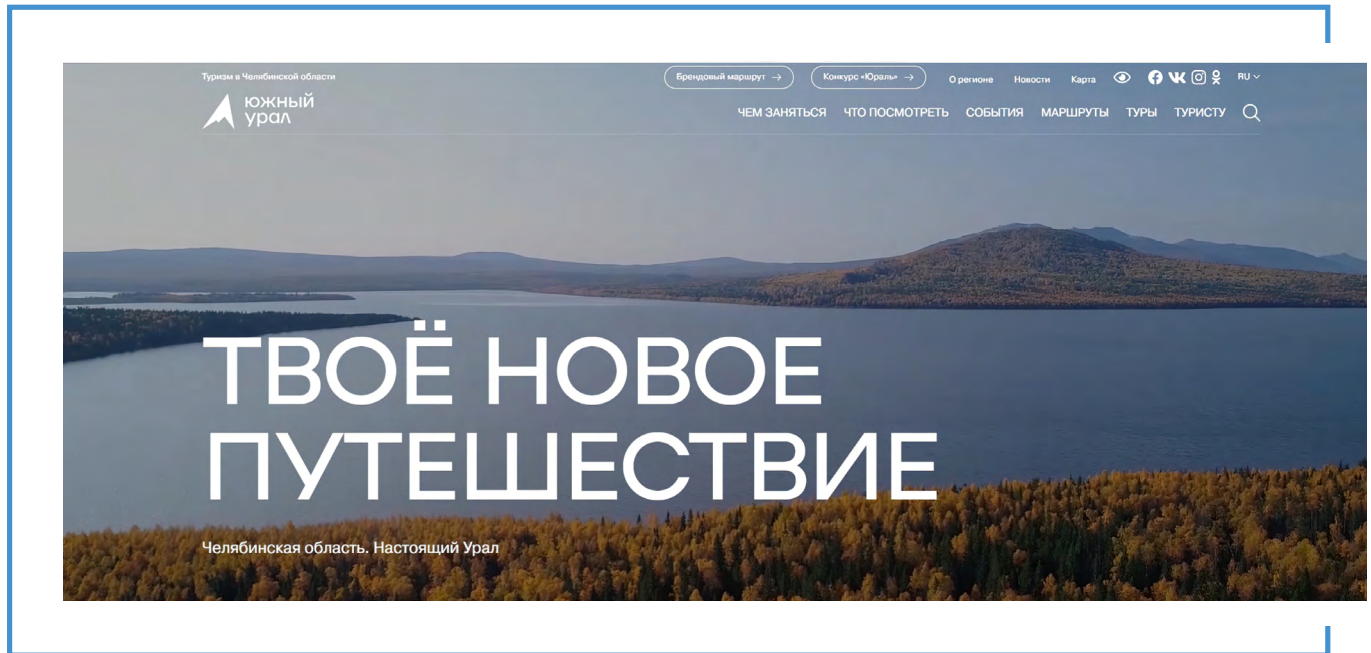 Туризм в Челябинской области
Брендовый маршрут →
Конкурс «Юраль» →
О регионе Новости Карта RU
южный
урал
ЧЕМ ЗАНЯТЬСЯ ЧТО ПОСМОТРЕТЬ СОБЫТИЯ МАРШРУТЫ ТУРЫ ТУРИСТУ
ТВОЁ НОВОЕ
ПУТЕШЕСТВИЕ
Челябинская область. Настоящий Урал